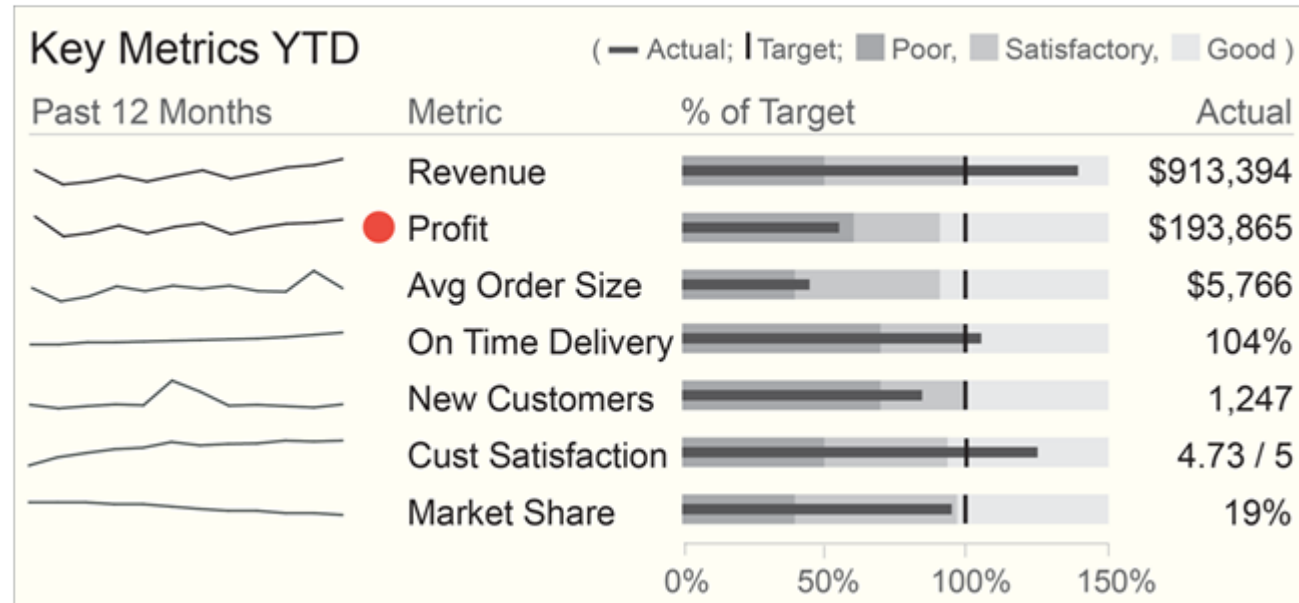 Key Metrics YTD ( Actual; Target; Poor, Satisfactory, Good )
Past 12 Months Metric % of Target Actual
Revenue $913,394
Profit $193,865
Avg Order Size $5,766
On Time Delivery 104%
New Customers 1,247
Cust Satisfaction 4.73 / 5
Market Share 19%
0% 50% 100% 150%